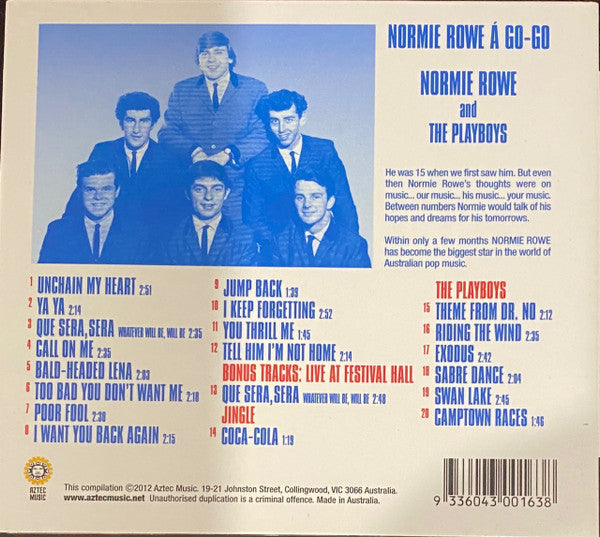 NORMIE ROWE Á GO-GO
NORMIE ROWE
and
THE PLAYBOYS
He was 15 when we first saw him. But even
then Normie Rowe's thoughts were on
music... our music... his music... your music.
Between numbers Normie would talk of his
hopes and dreams for his tomorrows.
Within only a few months NORMIE ROWE
has become the biggest star in the world of
Australian pop music.
1 UNCHAIN MY HEART 2:51
2 YA YA 2:14
3 QUE SERA, SERA WHATEVER WILL BE, WILL BE 2:35
4 CALL ON ME 2:35
5 BALD-HEADED LENA 2:03
6 TOO BAD YOU DON'T WANT ME 2:18
7 POOR FOOL 2:36
8 I WANT YOU BACK AGAIN 2:15
9 JUMP BACK 1:39
10 I KEEP FORGETTING 2:52
11 YOU THRILL ME 1:45
12 TELL HIM I'M NOT HOME 2:14
BONUS TRACKS: LIVE AT FESTIVAL HALL
13 QUE SERA, SERA WHATEVER WILL BE, WILL BE 2:48
JINGLE
14 COCA-COLA 1:19
THE PLAYBOYS
15 THEME FROM DR. NO 2:12
16 RIDING THE WIND 2:35
17 EXODUS 2:42
18 SABRE DANCE 2:04
19 SWAN LAKE 2:45
20 CAMPTOWN RACES 1:46
AZTEC
MUSIC
This compilation ©2012 Aztec Music. 19-21 Johnston Street, Collingwood, VIC 3066 Australia.
www.aztecmusic.net Unauthorised duplication is a criminal offence. Made in Australia.
9 336043 001638